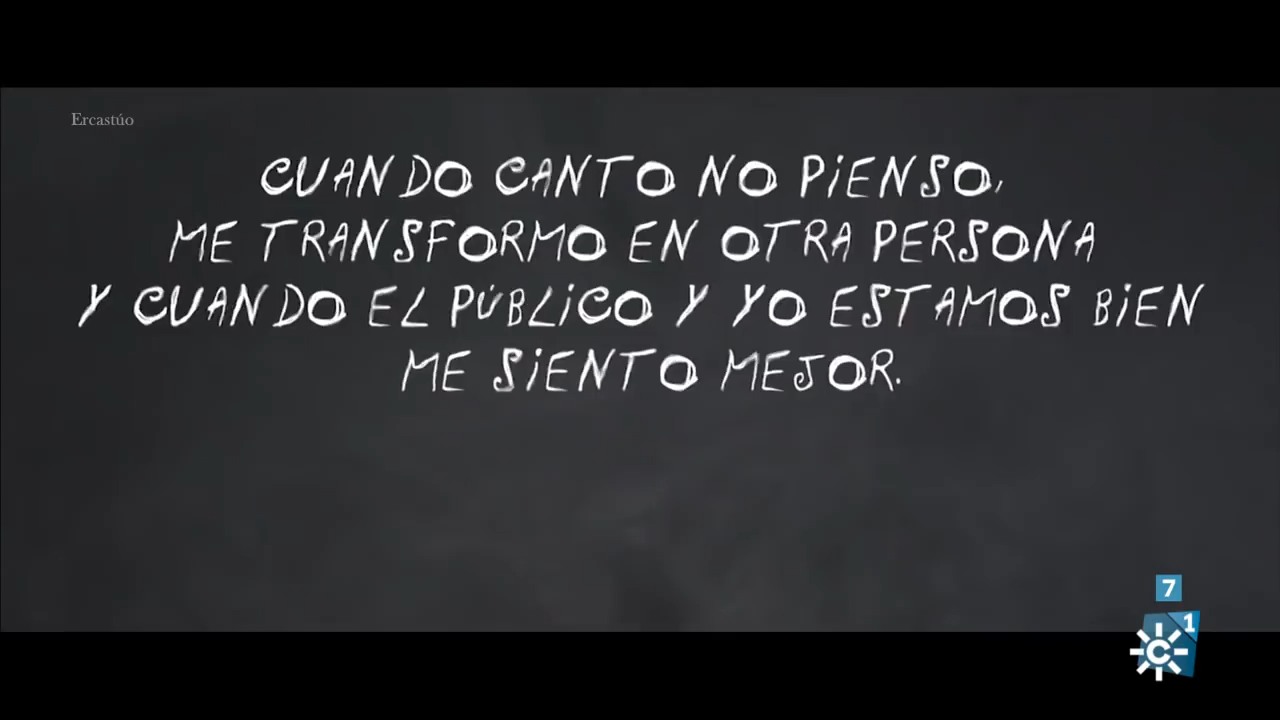 Ercastúo
CUANDO CANTO NO PiENSO,
ME TRANSFORMO EN OTRA PERSONA
Y CUANDO EL PÚBLiCO Y YO ESTAMOS BiEN
ME SiENTO MEJOR.
7
1
C